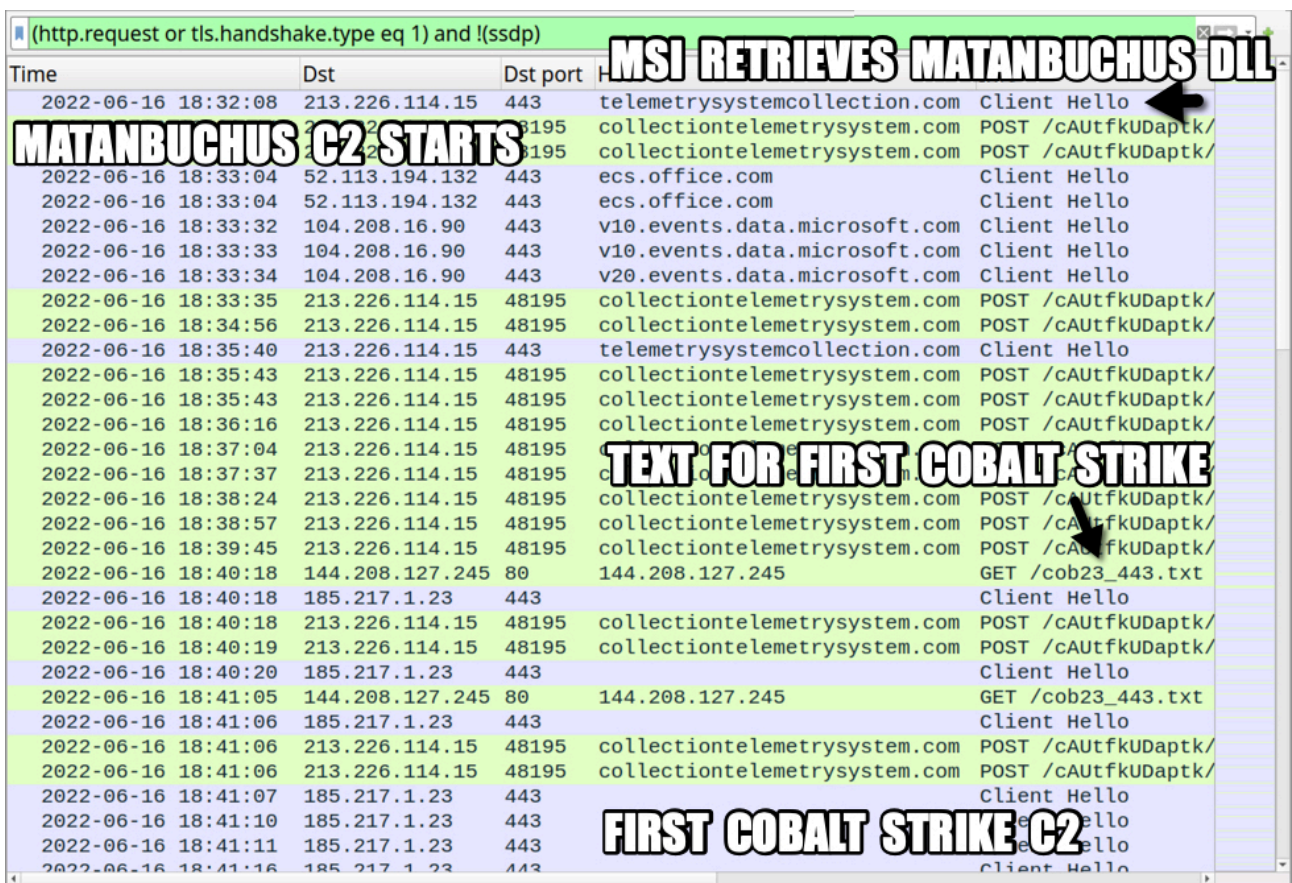 (http.request or tls.handshake.type eq 1) and !(ssdp)
MSI RETRIEVES MATANBUCHUS DLL
Time Dst Dst port
2022-06-16 18:32:08 213.226.114.15 443 telemetrysystemcollection.com Client Hello
collectiontelemetrysystem.com POST /cAUtfkUDaptk/
MATANBUCHUS C2 STARTS
collectiontelemetrysystem.com POST /cAUtfkUDaptk/
2022-06-16 18:33:04 52.113.194.132 443 ecs.office.com Client Hello
2022-06-16 18:33:04 52.113.194.132 443 ecs.office.com Client Hello
2022-06-16 18:33:32 104.208.16.90 443 v10.events.data.microsoft.com Client Hello
2022-06-16 18:33:33 104.208.16.90 443 v10.events.data.microsoft.com Client Hello
2022-06-16 18:33:34 104.208.16.90 443 v20.events.data.microsoft.com Client Hello
2022-06-16 18:33:35 213.226.114.15 48195 collectiontelemetrysystem.com POST /cAUtfkUDaptk/
2022-06-16 18:34:56 213.226.114.15 48195 collectiontelemetrysystem.com POST /cAUtfkUDaptk/
2022-06-16 18:35:40 213.226.114.15 443 telemetrysystemcollection.com Client Hello
2022-06-16 18:35:43 213.226.114.15 48195 collectiontelemetrysystem.com POST /cAUtfkUDaptk/
2022-06-16 18:35:43 213.226.114.15 48195 collectiontelemetrysystem.com POST /cAUtfkUDaptk/
2022-06-16 18:36:16 213.226.114.15 48195 collectiontelemetrysystem.com POST /cAUtfkUDaptk/
2022-06-16 18:37:04 213.226.114.15 48195
TEXT FOR FIRST COBALT STRIKE
2022-06-16 18:37:37 213.226.114.15 48195
2022-06-16 18:38:24 213.226.114.15 48195 collectiontelemetrysystem.com POST /cAUtfkUDaptk/
2022-06-16 18:38:57 213.226.114.15 48195 collectiontelemetrysystem.com POST /cAUtfkUDaptk/
2022-06-16 18:39:45 213.226.114.15 48195 collectiontelemetrysystem.com POST /cAUtfkUDaptk/
2022-06-16 18:40:18 144.208.127.245 80 144.208.127.245 GET /cob23_443.txt
2022-06-16 18:40:18 185.217.1.23 443 Client Hello
2022-06-16 18:40:18 213.226.114.15 48195 collectiontelemetrysystem.com POST /cAUtfkUDaptk/
2022-06-16 18:40:19 213.226.114.15 48195 collectiontelemetrysystem.com POST /cAUtfkUDaptk/
2022-06-16 18:40:20 185.217.1.23 443 Client Hello
2022-06-16 18:41:05 144.208.127.245 80 144.208.127.245 GET /cob23_443.txt
2022-06-16 18:41:06 185.217.1.23 443 Client Hello
2022-06-16 18:41:06 213.226.114.15 48195 collectiontelemetrysystem.com POST /cAUtfkUDaptk/
2022-06-16 18:41:06 213.226.114.15 48195 collectiontelemetrysystem.com POST /cAUtfkUDaptk/
2022-06-16 18:41:07 185.217.1.23 443 Client Hello
2022-06-16 18:41:10 185.217.1.23 443
FIRST COBALT STRIKE C2
2022-06-16 18:41:11 185.217.1.23 443
2022-06-16 18:41:16 185.217.1.23 443 Client Hello